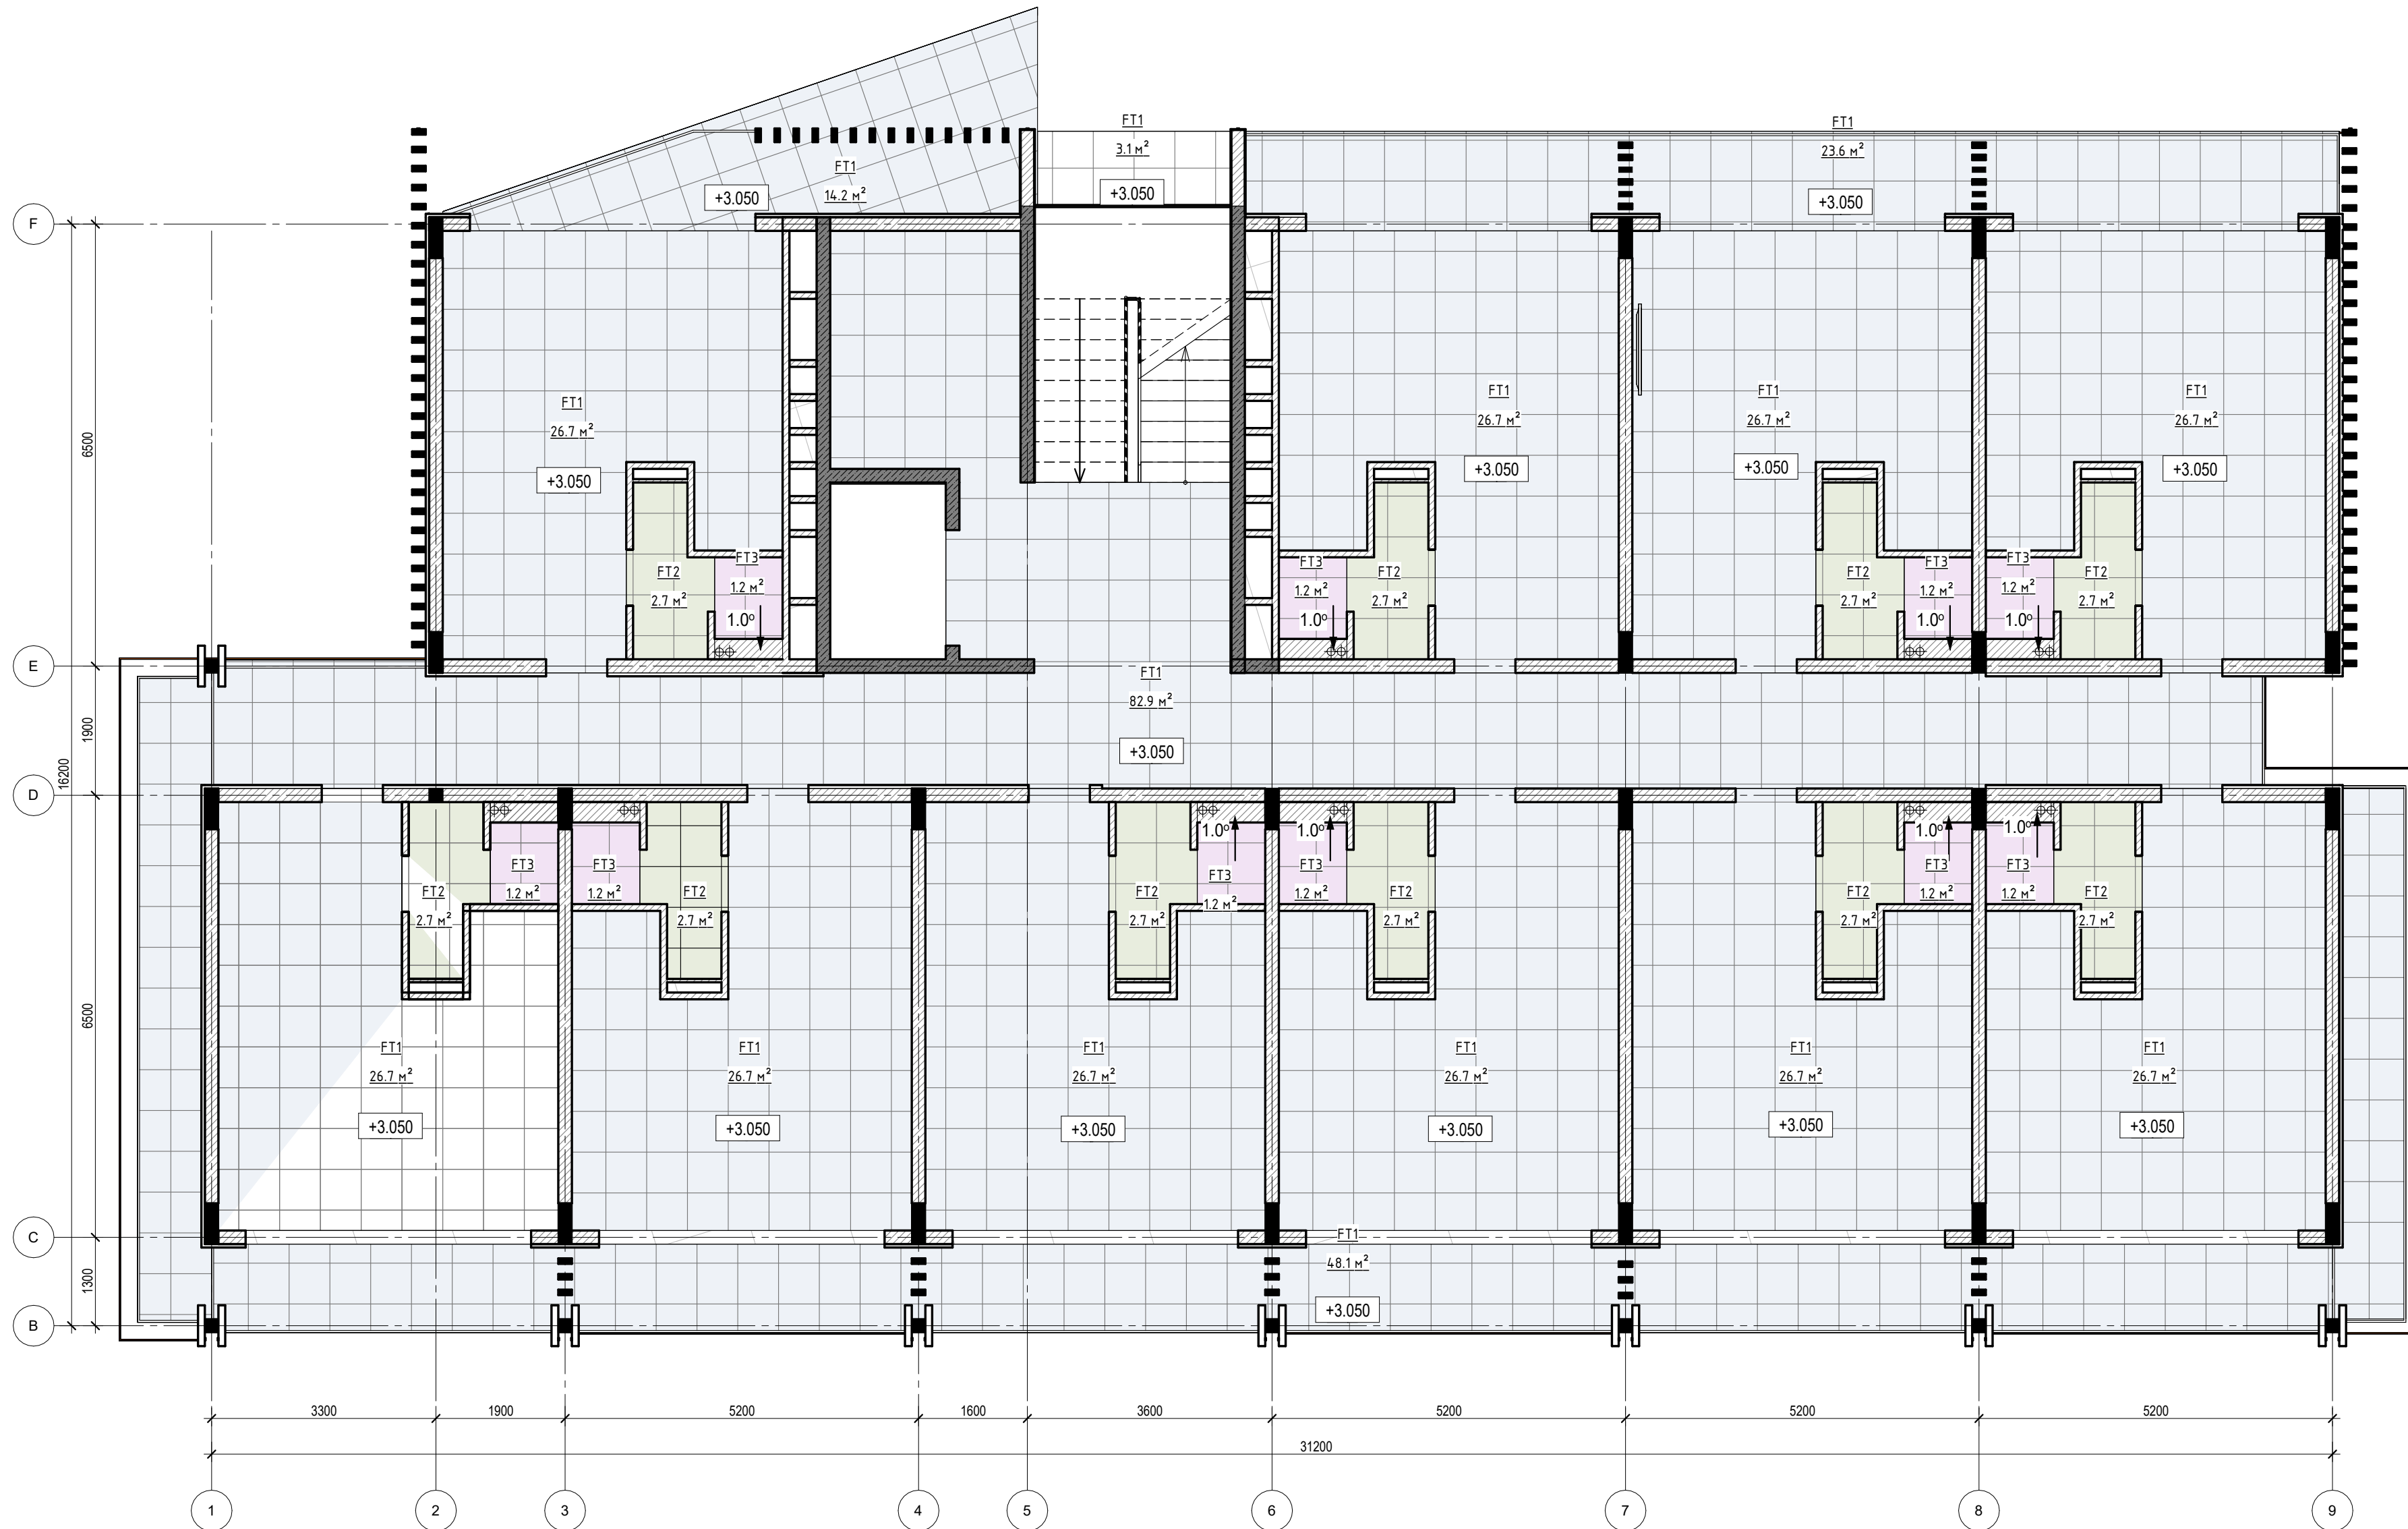 FT1
3.1 м²
+3.050
FT1
23.6 м²
+3.050
FT1
14.2 м²
+3.050
F
6500
FT1
26.7 м²
+3.050
FT1
26.7 м²
+3.050
FT1
26.7 м²
+3.050
FT1
26.7 м²
+3.050
FT2
2.7 м²
FT3
1.2 м²
1.0º
FT3
1.2 м²
1.0º
FT2
2.7 м²
FT2
2.7 м²
FT3
1.2 м²
1.0º
FT3
1.2 м²
1.0º
FT2
2.7 м²
E
1900
16200
FT1
82.9 м²
+3.050
D
6500
FT2
2.7 м²
FT3
1.2 м²
FT3
1.2 м²
FT2
2.7 м²
FT2
2.7 м²
1.0º
FT3
1.2 м²
1.0º
FT3
1.2 м²
FT2
2.7 м²
FT2
2.7 м²
1.0º
FT3
1.2 м²
1.0º
FT3
1.2 м²
FT2
2.7 м²
FT1
26.7 м²
+3.050
FT1
26.7 м²
+3.050
FT1
26.7 м²
+3.050
FT1
26.7 м²
+3.050
FT1
26.7 м²
+3.050
FT1
26.7 м²
+3.050
C
1300
FT1
48.1 м²
+3.050
B
3300
1900
5200
1600
3600
5200
5200
5200
31200
1
2
3
4
5
6
7
8
9